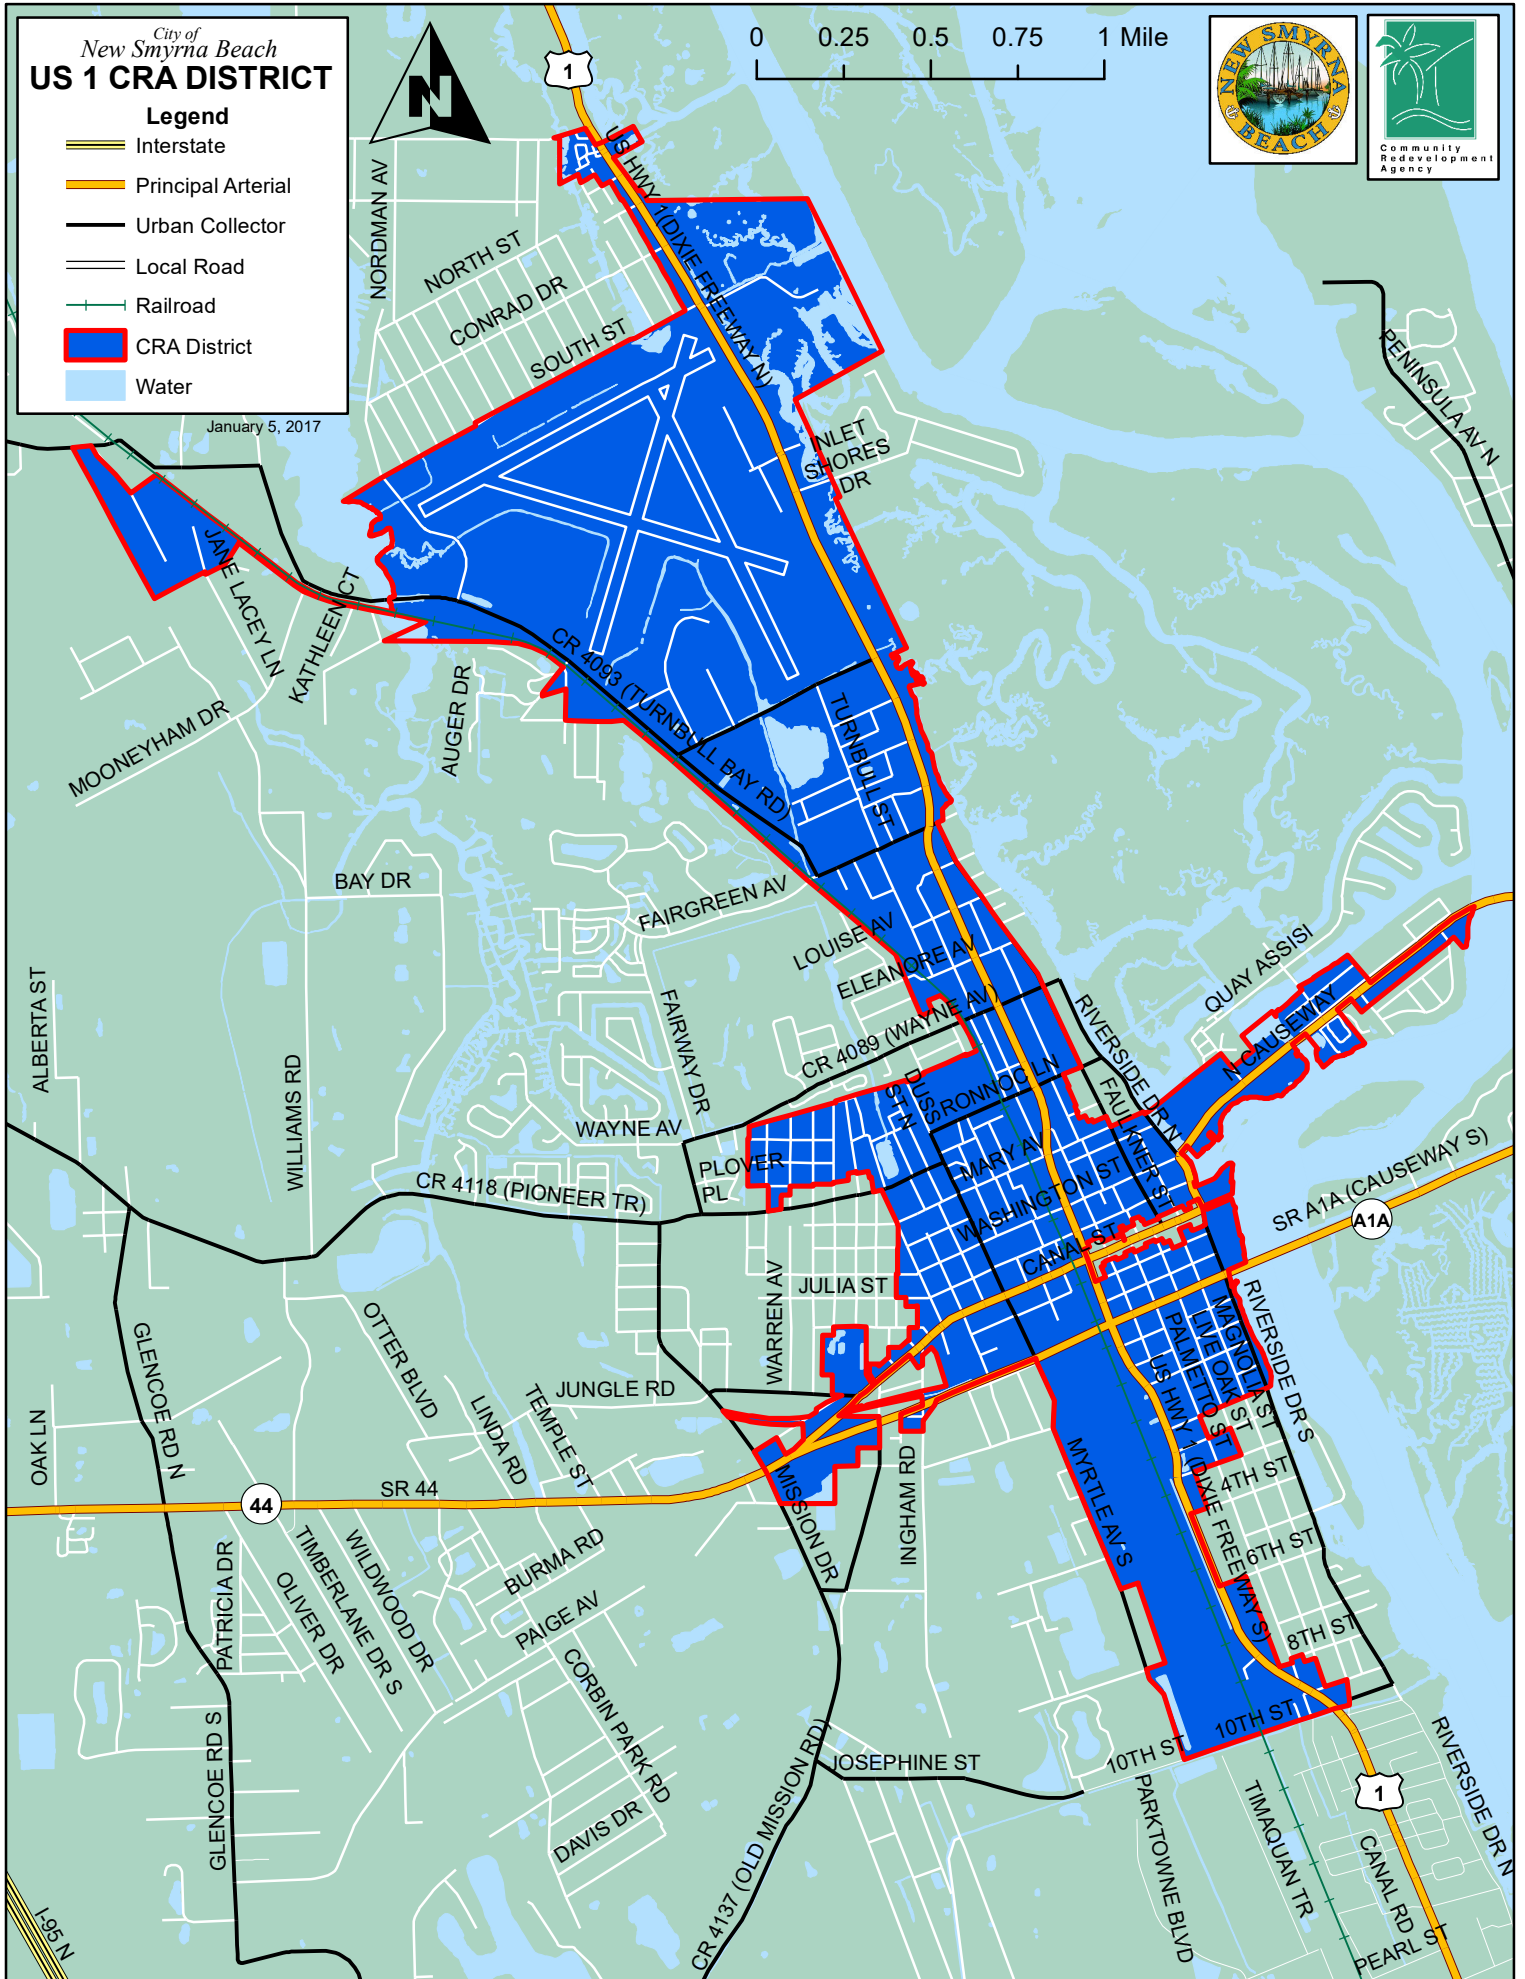 City of
New Smyrna Beach
US 1 CRA DISTRICT
Legend
Interstate
Principal Arterial
Urban Collector
Local Road
Railroad
CRA District
Water
January 5, 2017
N
0 0.25 0.5 0.75 1 Mile
NEW SMYRNA
BEACH
Community
Redevelopment
Agency
1
US HWY 1 (DIXIE FREEWAY N)
NORDMAN AV
NORTH ST
CONRAD DR
SOUTH ST
PENINSULA AV N
INLET
SHORES
DR
JANE LACEY LN
KATHLEEN CT
MOONEYHAM DR
AUGER DR
CR 4093 (TURNBULL BAY RD)
TURNBULL ST
BAY DR
FAIRGREEN AV
LOUISE AV
ELEANORE AV
CR 4089 (WAYNE AV)
QUAY ASSISI
N CAUSEWAY
RIVERSIDE DR N
ALBERTA ST
WILLIAMS RD
FAIRWAY DR
WAYNE AV
PLOVER
PL
DUSS
ST N
RONNOC LN
FAULKNER ST
MARY AV
WASHINGTON ST
CANAL ST
CR 4118 (PIONEER TR)
SR A1A (CAUSEWAY S)
A1A
JULIA ST
WARREN AV
OTTER BLVD
GLENCOE RD N
JUNGLE RD
LINDA RD
TEMPLE ST
OAK LN
SR 44
44
MISSION DR
INGHAM RD
MYRTLE AV S
US HWY 1 (DIXIE FREEWAY S)
PALMETTO ST
LIVE OAK ST
MAGNOLIA ST
RIVERSIDE DR S
4TH ST
6TH ST
8TH ST
10TH ST
10TH ST
PATRICIA DR
OLIVER DR
TIMBERLANE DR S
WILDWOOD DR
BURMA RD
PAIGE AV
CORBIN PARK RD
DAVIS DR
GLENCOE RD S
CR 4137 (OLD MISSION RD)
JOSEPHINE ST
PARKTOWNE BLVD
TIMAQUAN TR
1
CANAL RD
PEARL ST
RIVERSIDE DR N
I-95 N